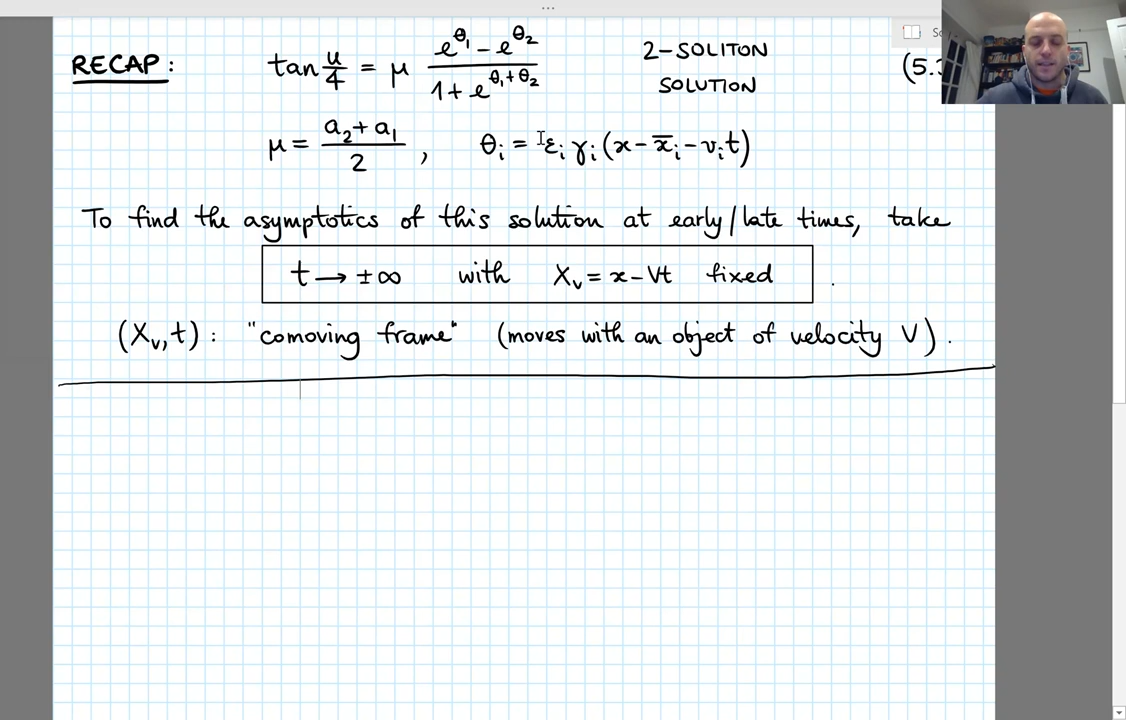 RECAP: tan u/4 = μ (e^θ₁ − e^θ₂)/(1 + e^(θ₁+θ₂)) 2-SOLITON SOLUTION (5.
μ = (a₂ + a₁)/2 , θᵢ = εᵢ γᵢ (x − x̄ᵢ − vᵢt)
To find the asymptotics of this solution at early/late times, take
t → ±∞ with X_V = x − Vt fixed .
(X_V, t) : "comoving frame" (moves with an object of velocity V) .